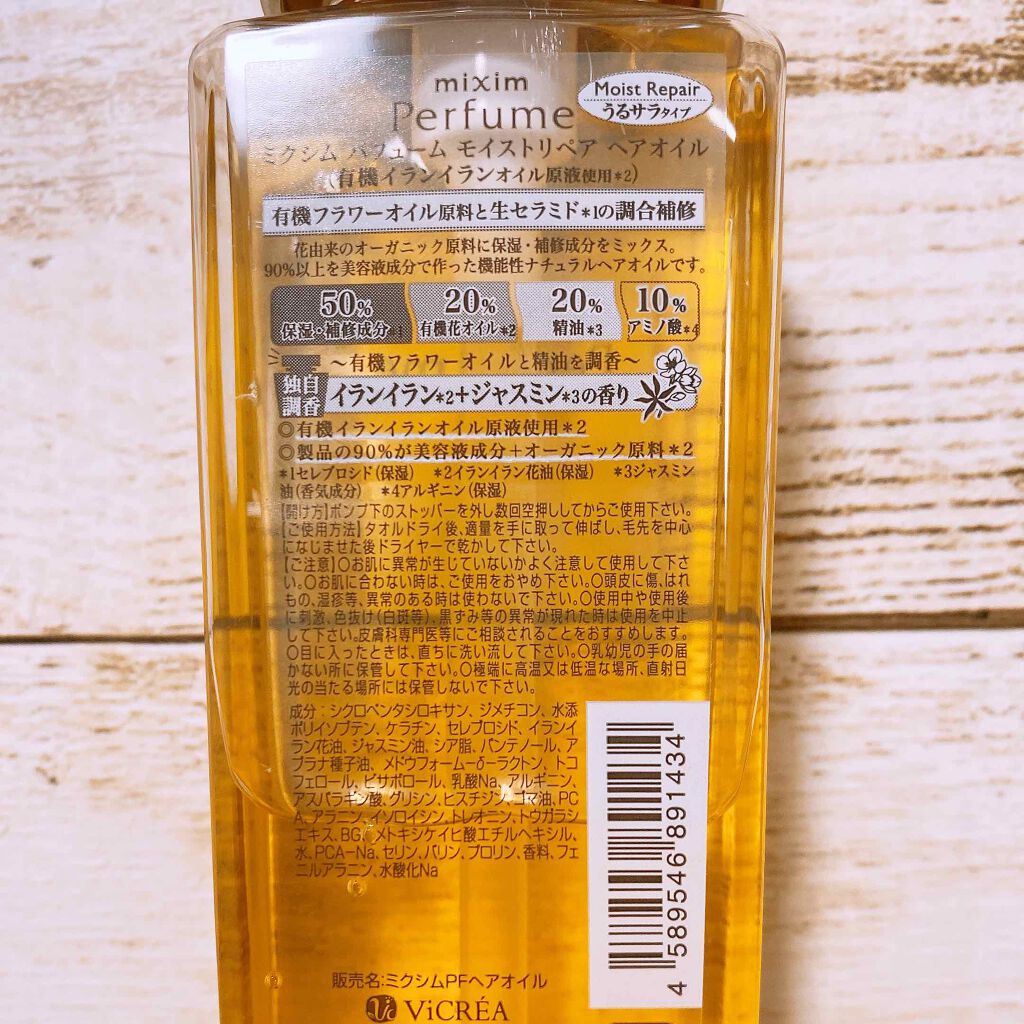 mixim
Perfume
Moist Repair
うるサラタイプ
ミクシム パフューム モイストリペア ヘアオイル
(有機イランイランオイル原液使用*2)
有機フラワーオイル原料と生セラミド*1の調合補修
花由来のオーガニック原料に保湿・補修成分をミックス。
90%以上を美容液成分で作った機能性ナチュラルヘアオイルです。
50% 20% 20% 10%
保湿・補修成分*1 有機花オイル*2 精油*3 アミノ酸*4
〜有機フラワーオイルと精油を調香〜
独自
調香
イランイラン*2+ジャスミン*3の香り
◎有機イランイランオイル原液使用*2
◎製品の90%が美容液成分+オーガニック原料*2
*1セレブロシド(保湿) *2イランイラン花油(保湿) *3ジャスミン
油(香気成分) *4アルギニン(保湿)
【開け方】ポンプ下のストッパーを外し数回空押ししてからご使用下さい。
【ご使用方法】タオルドライ後、適量を手に取って伸ばし、毛先を中心
になじませた後ドライヤーで乾かして下さい。
【ご注意】○お肌に異常が生じていないかよく注意して使用して下さ
い。○お肌に合わない時は、ご使用をおやめ下さい。○頭皮に傷、はれ
もの、湿疹等、異常のある時は使わないで下さい。○使用中や使用後
に刺激、色抜け(白斑等)、黒ずみ等の異常が現れた時は使用を中止
して下さい。皮膚科専門医等にご相談されることをおすすめします。
○目に入ったときは、直ちに洗い流して下さい。○乳幼児の手の届
かない所に保管して下さい。○極端に高温又は低温な場所、直射日
光の当たる場所には保管しないで下さい。
成分：シクロペンタシロキサン、ジメチコン、水添
ポリイソブテン、ケラチン、セレブロシド、イランイ
ラン花油、ジャスミン油、シア脂、パンテノール、ア
ブラナ種子油、メドウフォーム-δ-ラクトン、トコ
フェロール、ビサボロール、乳酸Na、アルギニン、
アスパラギン酸、グリシン、ヒスチジン、ゴマ油、PC
A、アラニン、イソロイシン、トレオニン、トウガラシ
エキス、BG、メトキシケイヒ酸エチルヘキシル、
水、PCA-Na、セリン、バリン、プロリン、香料、フェ
ニルアラニン、水酸化Na
4 589546 891434
販売名:ミクシムPFヘアオイル
ViCRÉA